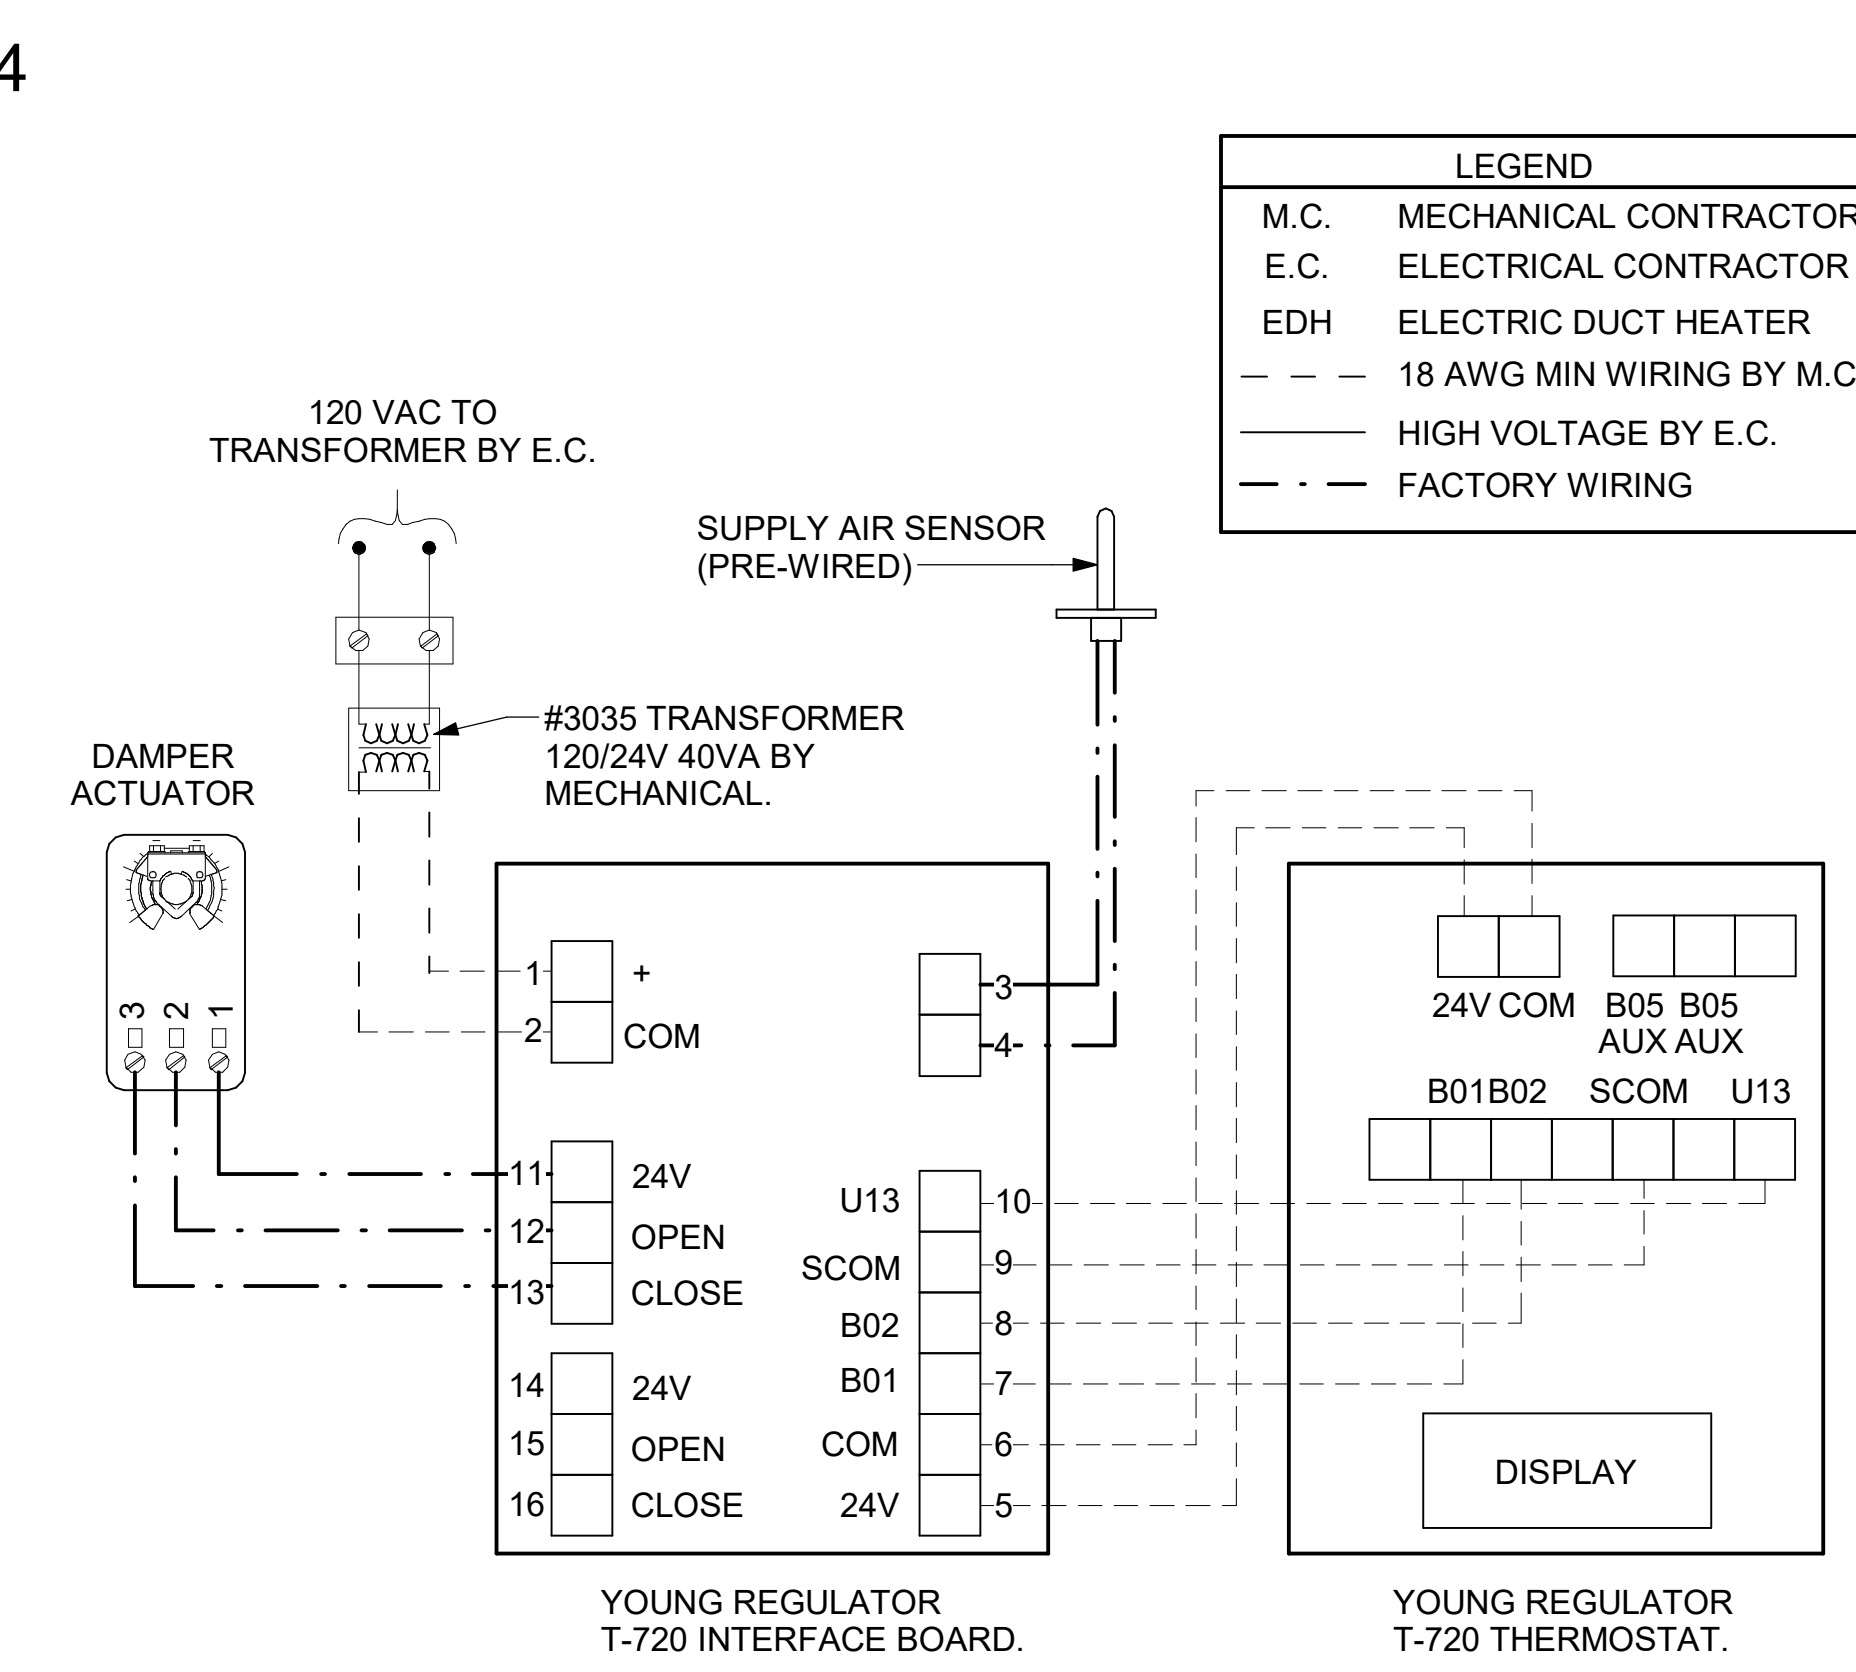 4
LEGEND
M.C. MECHANICAL CONTRACTOR
E.C. ELECTRICAL CONTRACTOR
EDH ELECTRIC DUCT HEATER
18 AWG MIN WIRING BY M.C
HIGH VOLTAGE BY E.C.
FACTORY WIRING
120 VAC TO
TRANSFORMER BY E.C.
SUPPLY AIR SENSOR
(PRE-WIRED)
#3035 TRANSFORMER
120/24V 40VA BY
MECHANICAL.
DAMPER
ACTUATOR
3 2 1
1 +
2 COM
3
4
11 24V
12 OPEN
13 CLOSE
14 24V
15 OPEN
16 CLOSE
U13 10
SCOM 9
B02 8
B01 7
COM 6
24V 5
24V COM B05 B05
AUX AUX
B01 B02 SCOM U13
DISPLAY
YOUNG REGULATOR
T-720 INTERFACE BOARD.
YOUNG REGULATOR
T-720 THERMOSTAT.